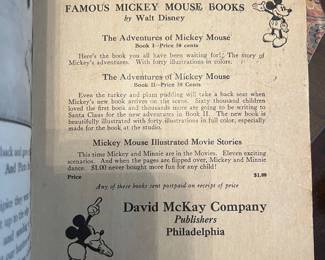 FAMOUS MICKEY MOUSE BOOKS
by Walt Disney
The Adventures of Mickey Mouse
Book I—Price 50 cents
Here's the book you all have been waiting for! The story of
Mickey's adventures. With forty illustrations in colors.
The Adventures of Mickey Mouse
Book II—Price 50 cents
Even the turkey and plum pudding will take a back seat when
Mickey's new book arrives on the scene. Sixty thousand children
loved the first book and thousands more are going to be writing to
Santa Claus for the new adventures in Book II. The new book is
beautifully illustrated with forty illustrations in full color, especially
made for the book at the studio.
Mickey Mouse Illustrated Movie Stories
This time Mickey and Minnie are in the Movies. Eleven exciting
scenarios. And when the pages are flipped over, Mickey and Minnie
dance. $1.00 never bought more fun for any child!
Price $1.00
Any of these books sent postpaid on receipt of price
David McKay Company
Publishers
Philadelphia